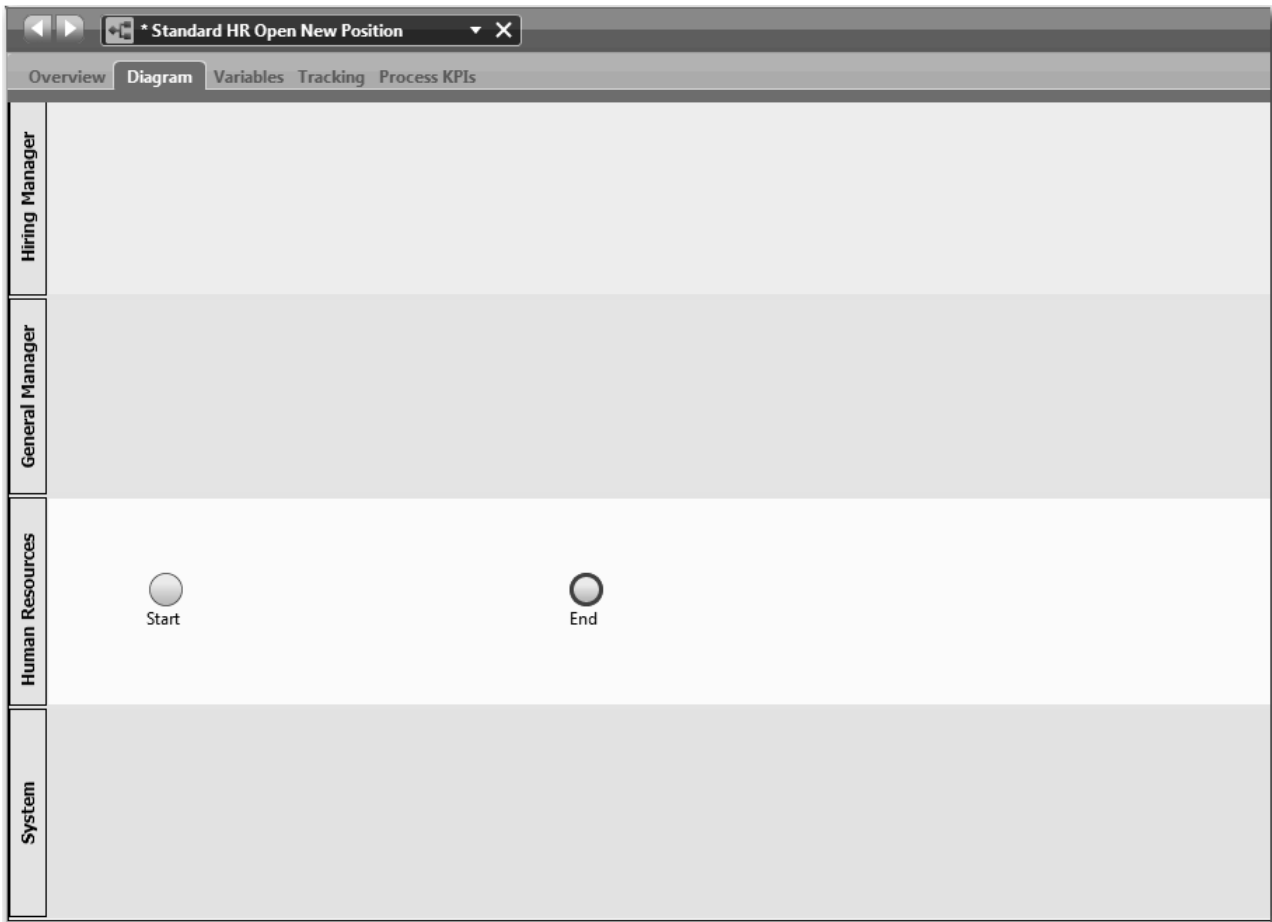 * Standard HR Open New Position
Overview Diagram Variables Tracking Process KPIs
Hiring Manager
General Manager
Human Resources
Start End
System